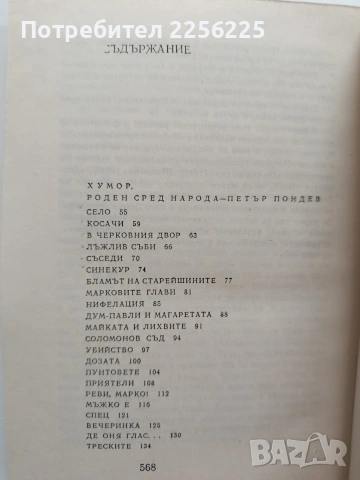 Потребител 2256225
СЪДЪРЖАНИЕ
ХУМОР,
РОДЕН СРЕД НАРОДА—ПЕТЪР ПОНДЕВ
СЕЛО 55
КОСАЧИ 59
В ЧЕРКОВНИЯ ДВОР 63
ЛЪЖЛИВ СЪБИ 66
СЪСЕДИ 70
СИНЕКУР 74
БЛАМЪТ НА СТАРЕЙШИНИТЕ 77
МАРКОВИТЕ ГЛАВИ 81
НИФЕЛАЦИЯ 85
ДУМ-ПАВЛИ И МАГАРЕТАТА 88
МАЙКАТА И ЛИХВИТЕ 91
СОЛОМОНОВ СЪД 94
УБИЙСТВО 97
ДОЗАТА 100
ПУНТОВЕТЕ 104
ПРИЯТЕЛИ 108
РЕВИ, МАРКО! 112
МЪЖКО Е 116
СПЕЦ 121
ВЕЧЕРИНКА 125
ДЕ ОНЯ ГЛАС... 130
ТРЕСКИТЕ 134
568
bazar.bg